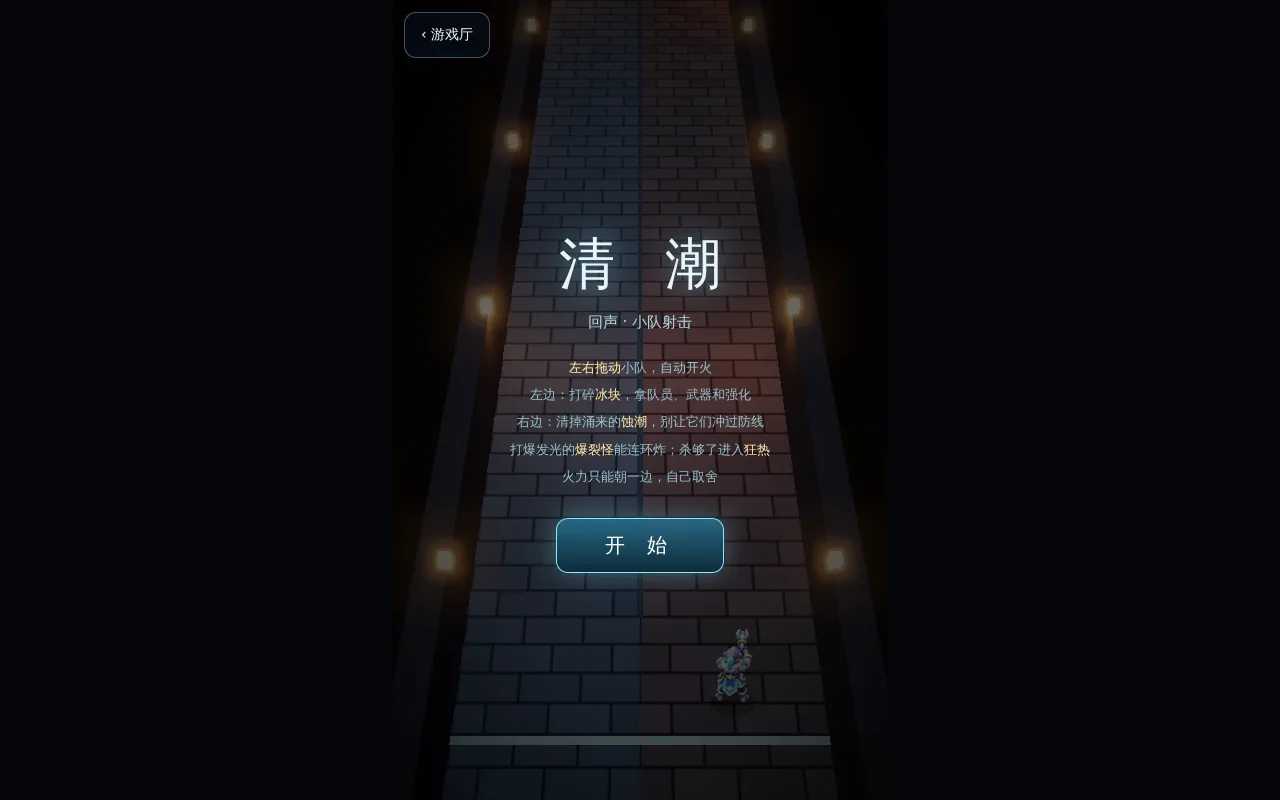 ‹ 游戏厅
清 潮
回声 · 小队射击
左右拖动小队，自动开火
左边：打碎冰块，拿队员、武器和强化
右边：清掉涌来的蚀潮，别让它们冲过防线
打爆发光的爆裂怪能连环炸；杀够了进入狂热
火力只能朝一边，自己取舍
开 始